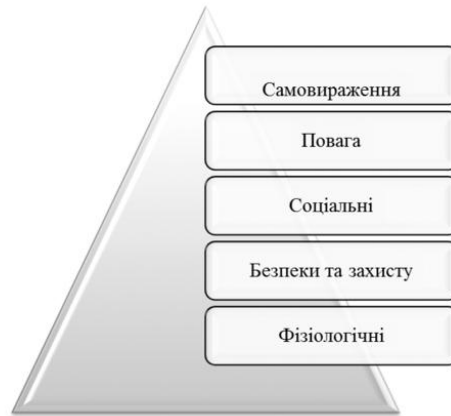 Самовираження
Повага
Соціальні
Безпеки та захисту
Фізіологічні